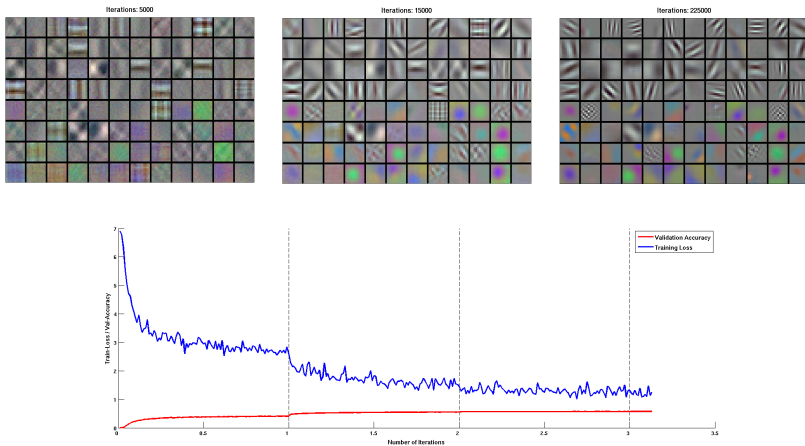 Iterations: 5000
Iterations: 15000
Iterations: 225000
Validation Accuracy
Training Loss
Train-Loss / Val-Accuracy
7
6
5
4
3
2
1
0
0
0.5
1
1.5
2
2.5
3
3.5
Number of Iterations